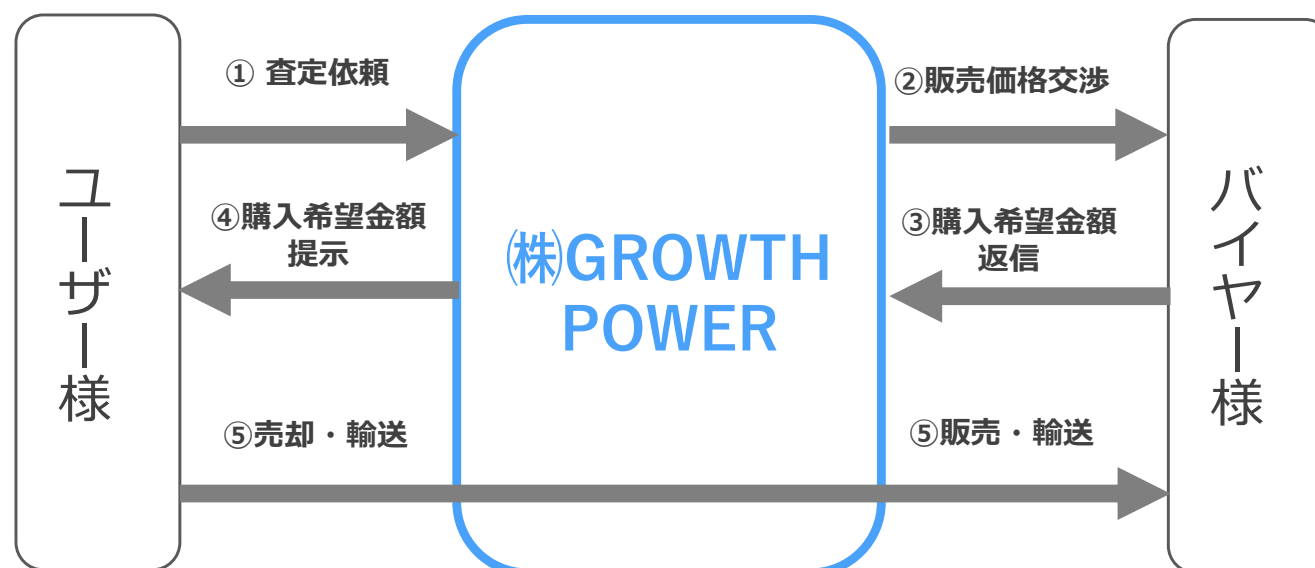 ① 査定依頼
②販売価格交渉
ユーザー様
④購入希望金額
提示
㈱GROWTH
POWER
③購入希望金額
返信
バイヤー様
⑤売却・輸送
⑤販売・輸送